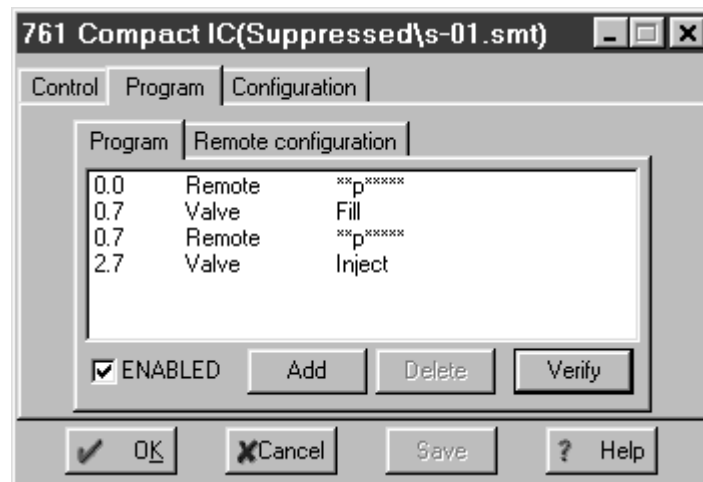 761 Compact IC(Suppressed\s-01.smt)
Control Program Configuration
Program Remote configuration
0.0 Remote **p*****
0.7 Valve Fill
0.7 Remote **p*****
2.7 Valve Inject
ENABLED Add Delete Verify
OK Cancel Save ? Help